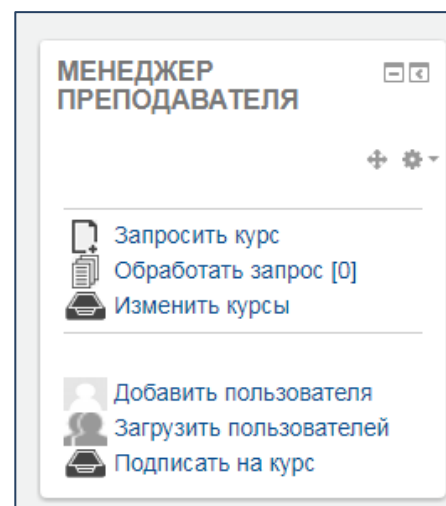 МЕНЕДЖЕР
ПРЕПОДАВАТЕЛЯ
Запросить курс
Обработать запрос [0]
Изменить курсы
Добавить пользователя
Загрузить пользователей
Подписать на курс